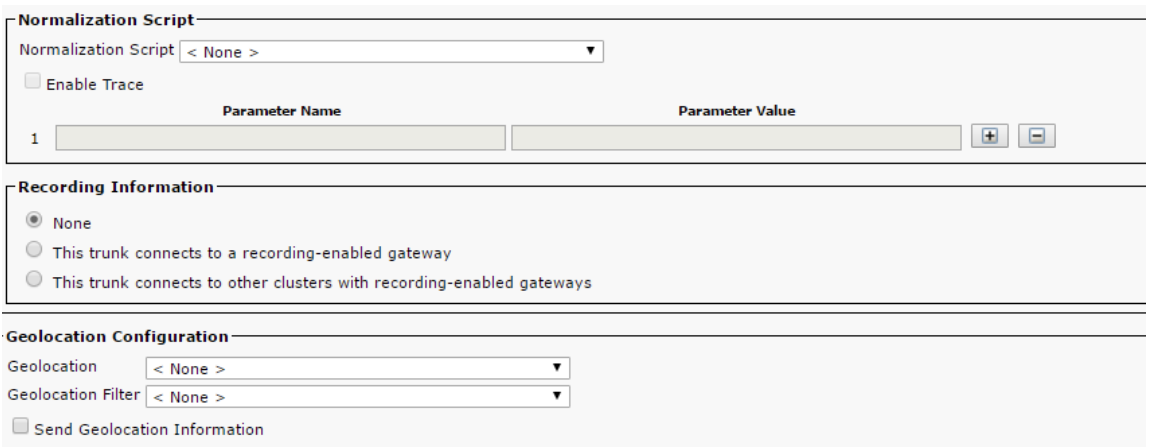 Normalization Script
Normalization Script < None >
Enable Trace
Parameter Name Parameter Value
1
Recording Information
None
This trunk connects to a recording-enabled gateway
This trunk connects to other clusters with recording-enabled gateways
Geolocation Configuration
Geolocation < None >
Geolocation Filter < None >
Send Geolocation Information